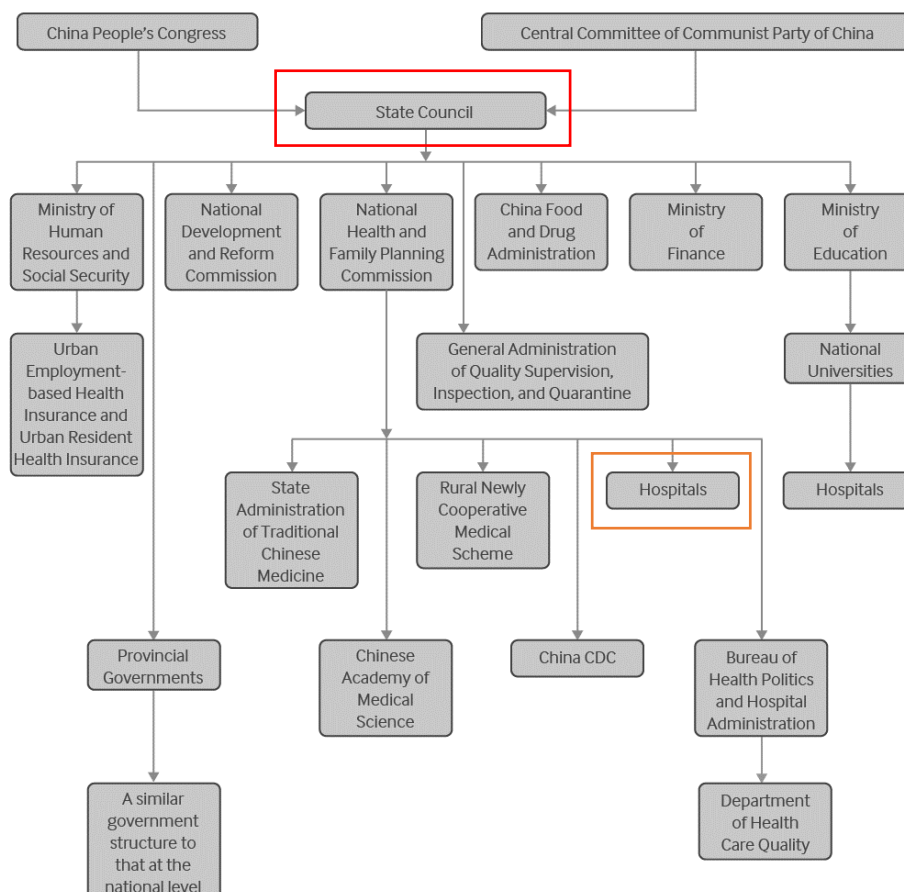 China People's Congress
Central Committee of Communist Party of China
State Council
Ministry of
Human
Resources and
Social Security
National
Development
and Reform
Commission
National
Health and
Family Planning
Commission
China Food
and Drug
Administration
Ministry
of
Finance
Ministry
of
Education
Urban
Employment-
based Health
Insurance and
Urban Resident
Health Insurance
General Administration
of Quality Supervision,
Inspection, and Quarantine
National
Universities
State
Administration
of Traditional
Chinese
Medicine
Rural Newly
Cooperative
Medical
Scheme
Hospitals
Hospitals
Provincial
Governments
Chinese
Academy of
Medical
Science
China CDC
Bureau of
Health Politics
and Hospital
Administration
A similar
government
structure to
that at the
national level
Department
of Health
Care Quality